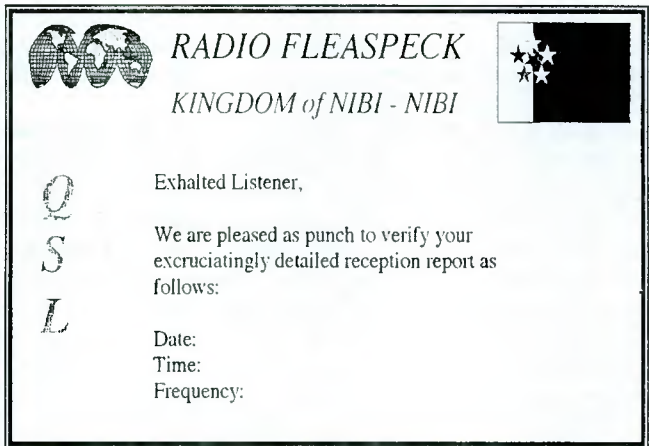 RADIO FLEASPECK
KINGDOM of NIBI - NIBI
Q
S
L
Exhalted Listener,
We are pleased as punch to verify your
excruciatingly detailed reception report as
follows:
Date:
Time:
Frequency: